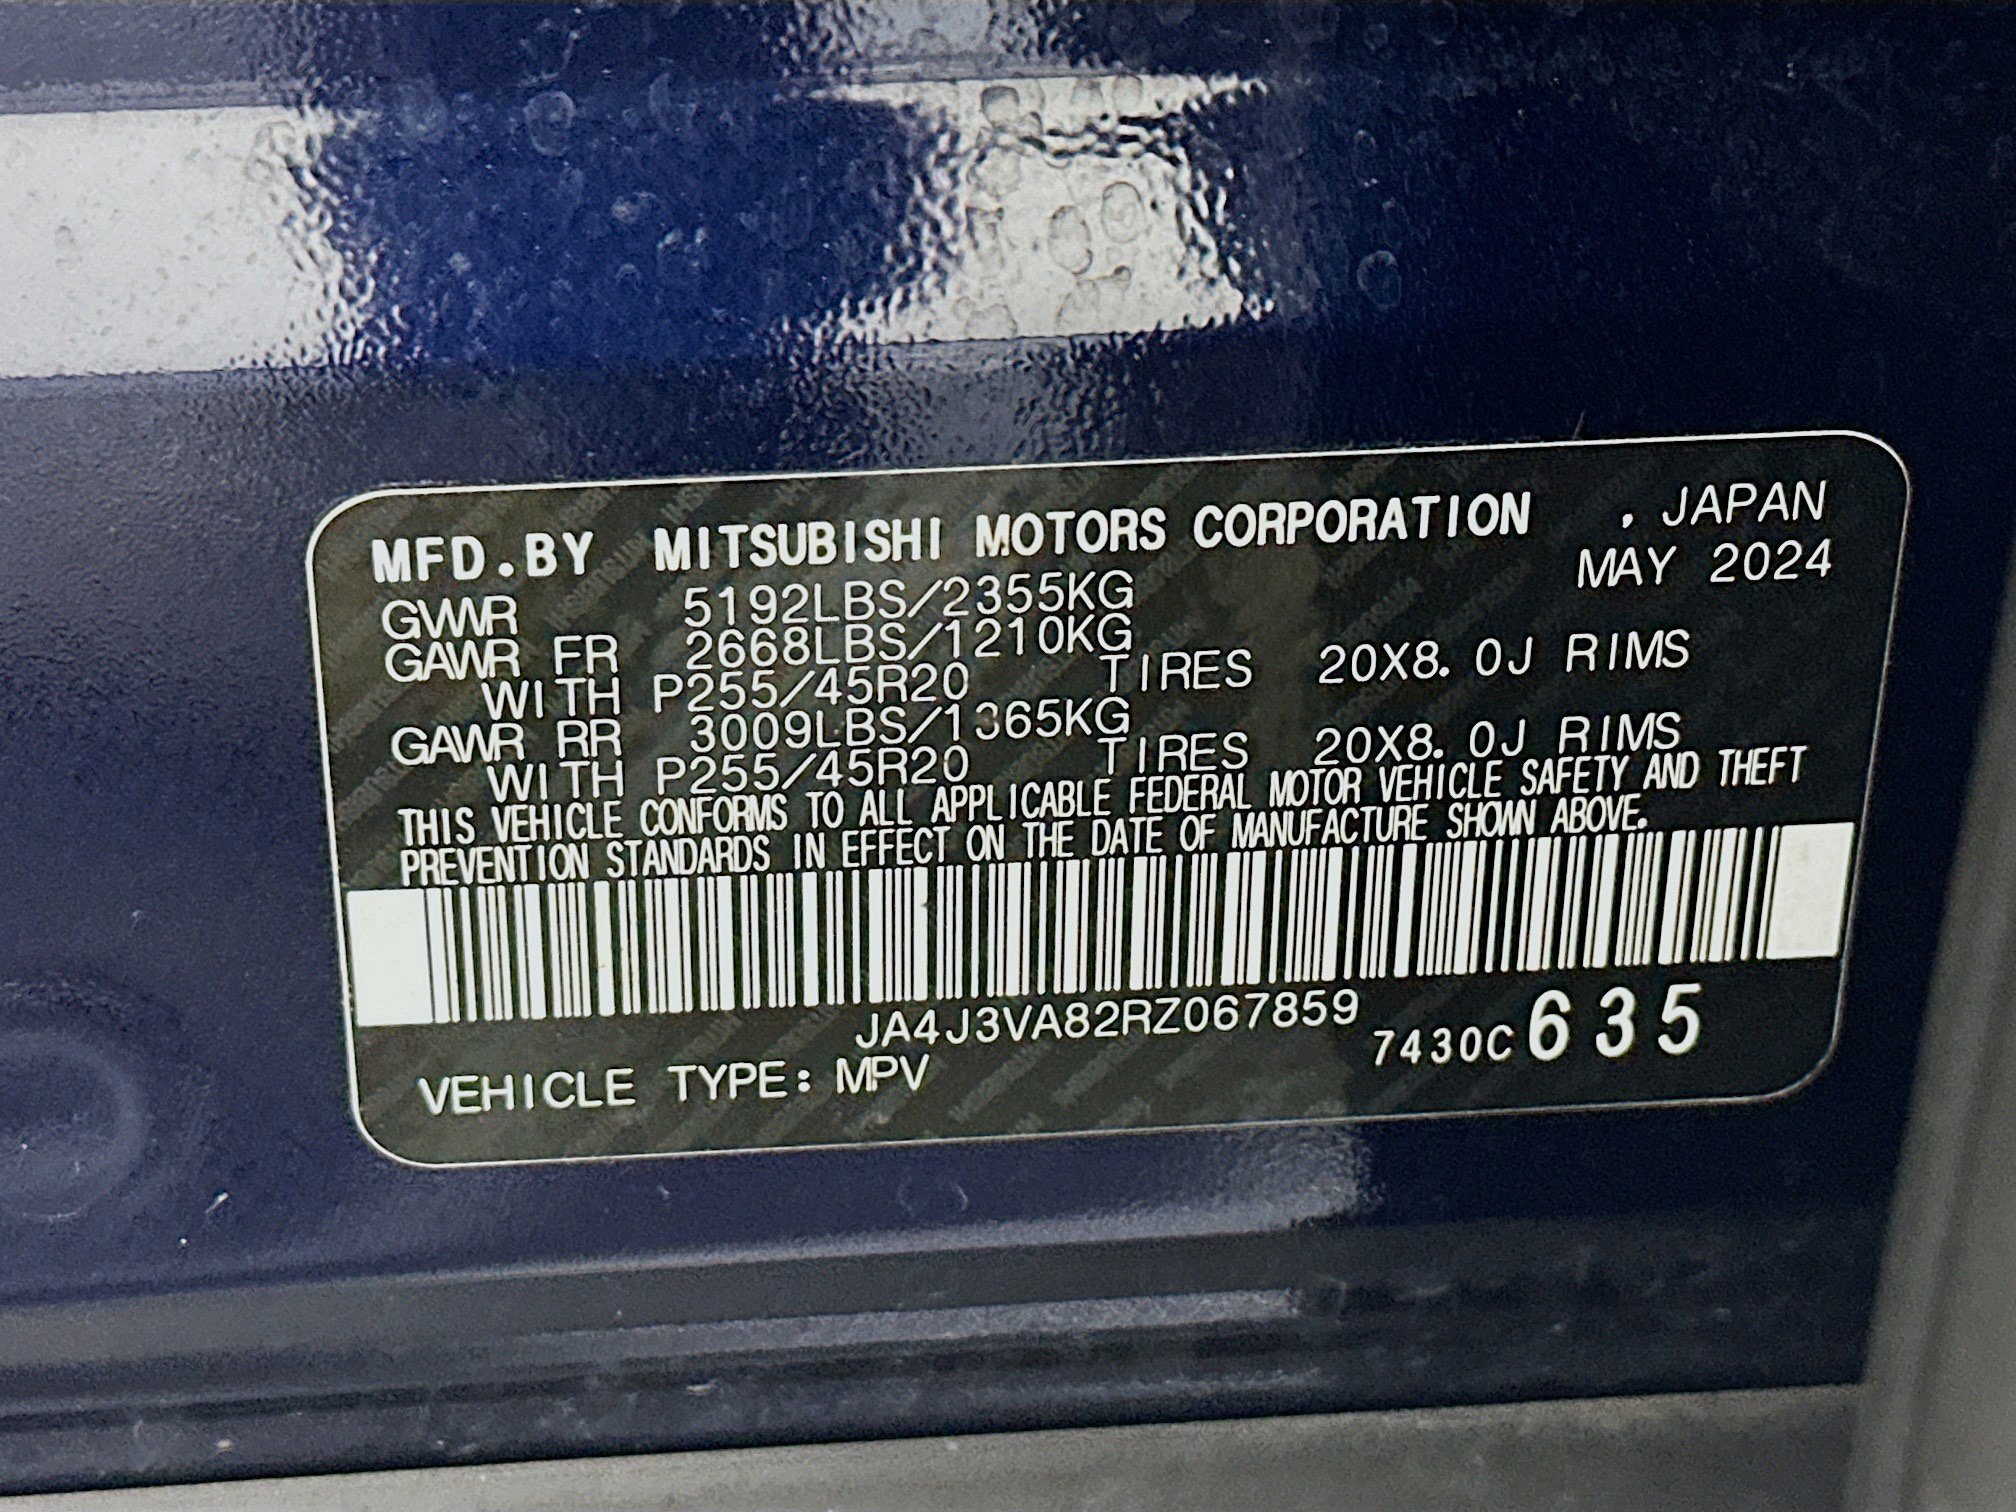 MFD.BY MITSUBISHI MOTORS CORPORATION , JAPAN
GVWR 5192LBS/2355KG MAY 2024
GAWR FR 2668LBS/1210KG
WITH P255/45R20 TIRES 20X8.0J RIMS
GAWR RR 3009LBS/1365KG
WITH P255/45R20 TIRES 20X8.0J RIMS
THIS VEHICLE CONFORMS TO ALL APPLICABLE FEDERAL MOTOR VEHICLE SAFETY AND THEFT
PREVENTION STANDARDS IN EFFECT ON THE DATE OF MANUFACTURE SHOWN ABOVE.
JA4J3VA82RZ067859
7430C 635
VEHICLE TYPE: MPV